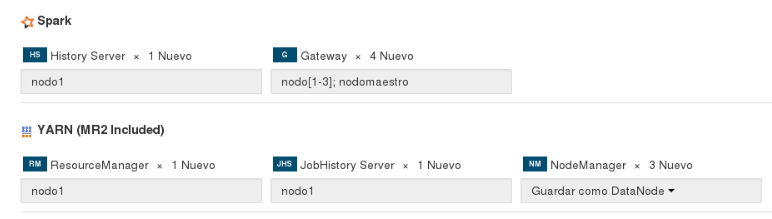 Spark
HS History Server × 1 Nuevo G Gateway × 4 Nuevo
nodo1 nodo[1-3]; nodomaestro
YARN (MR2 Included)
RM ResourceManager × 1 Nuevo JHS JobHistory Server × 1 Nuevo NM NodeManager × 3 Nuevo
nodo1 nodo1 Guardar como DataNode